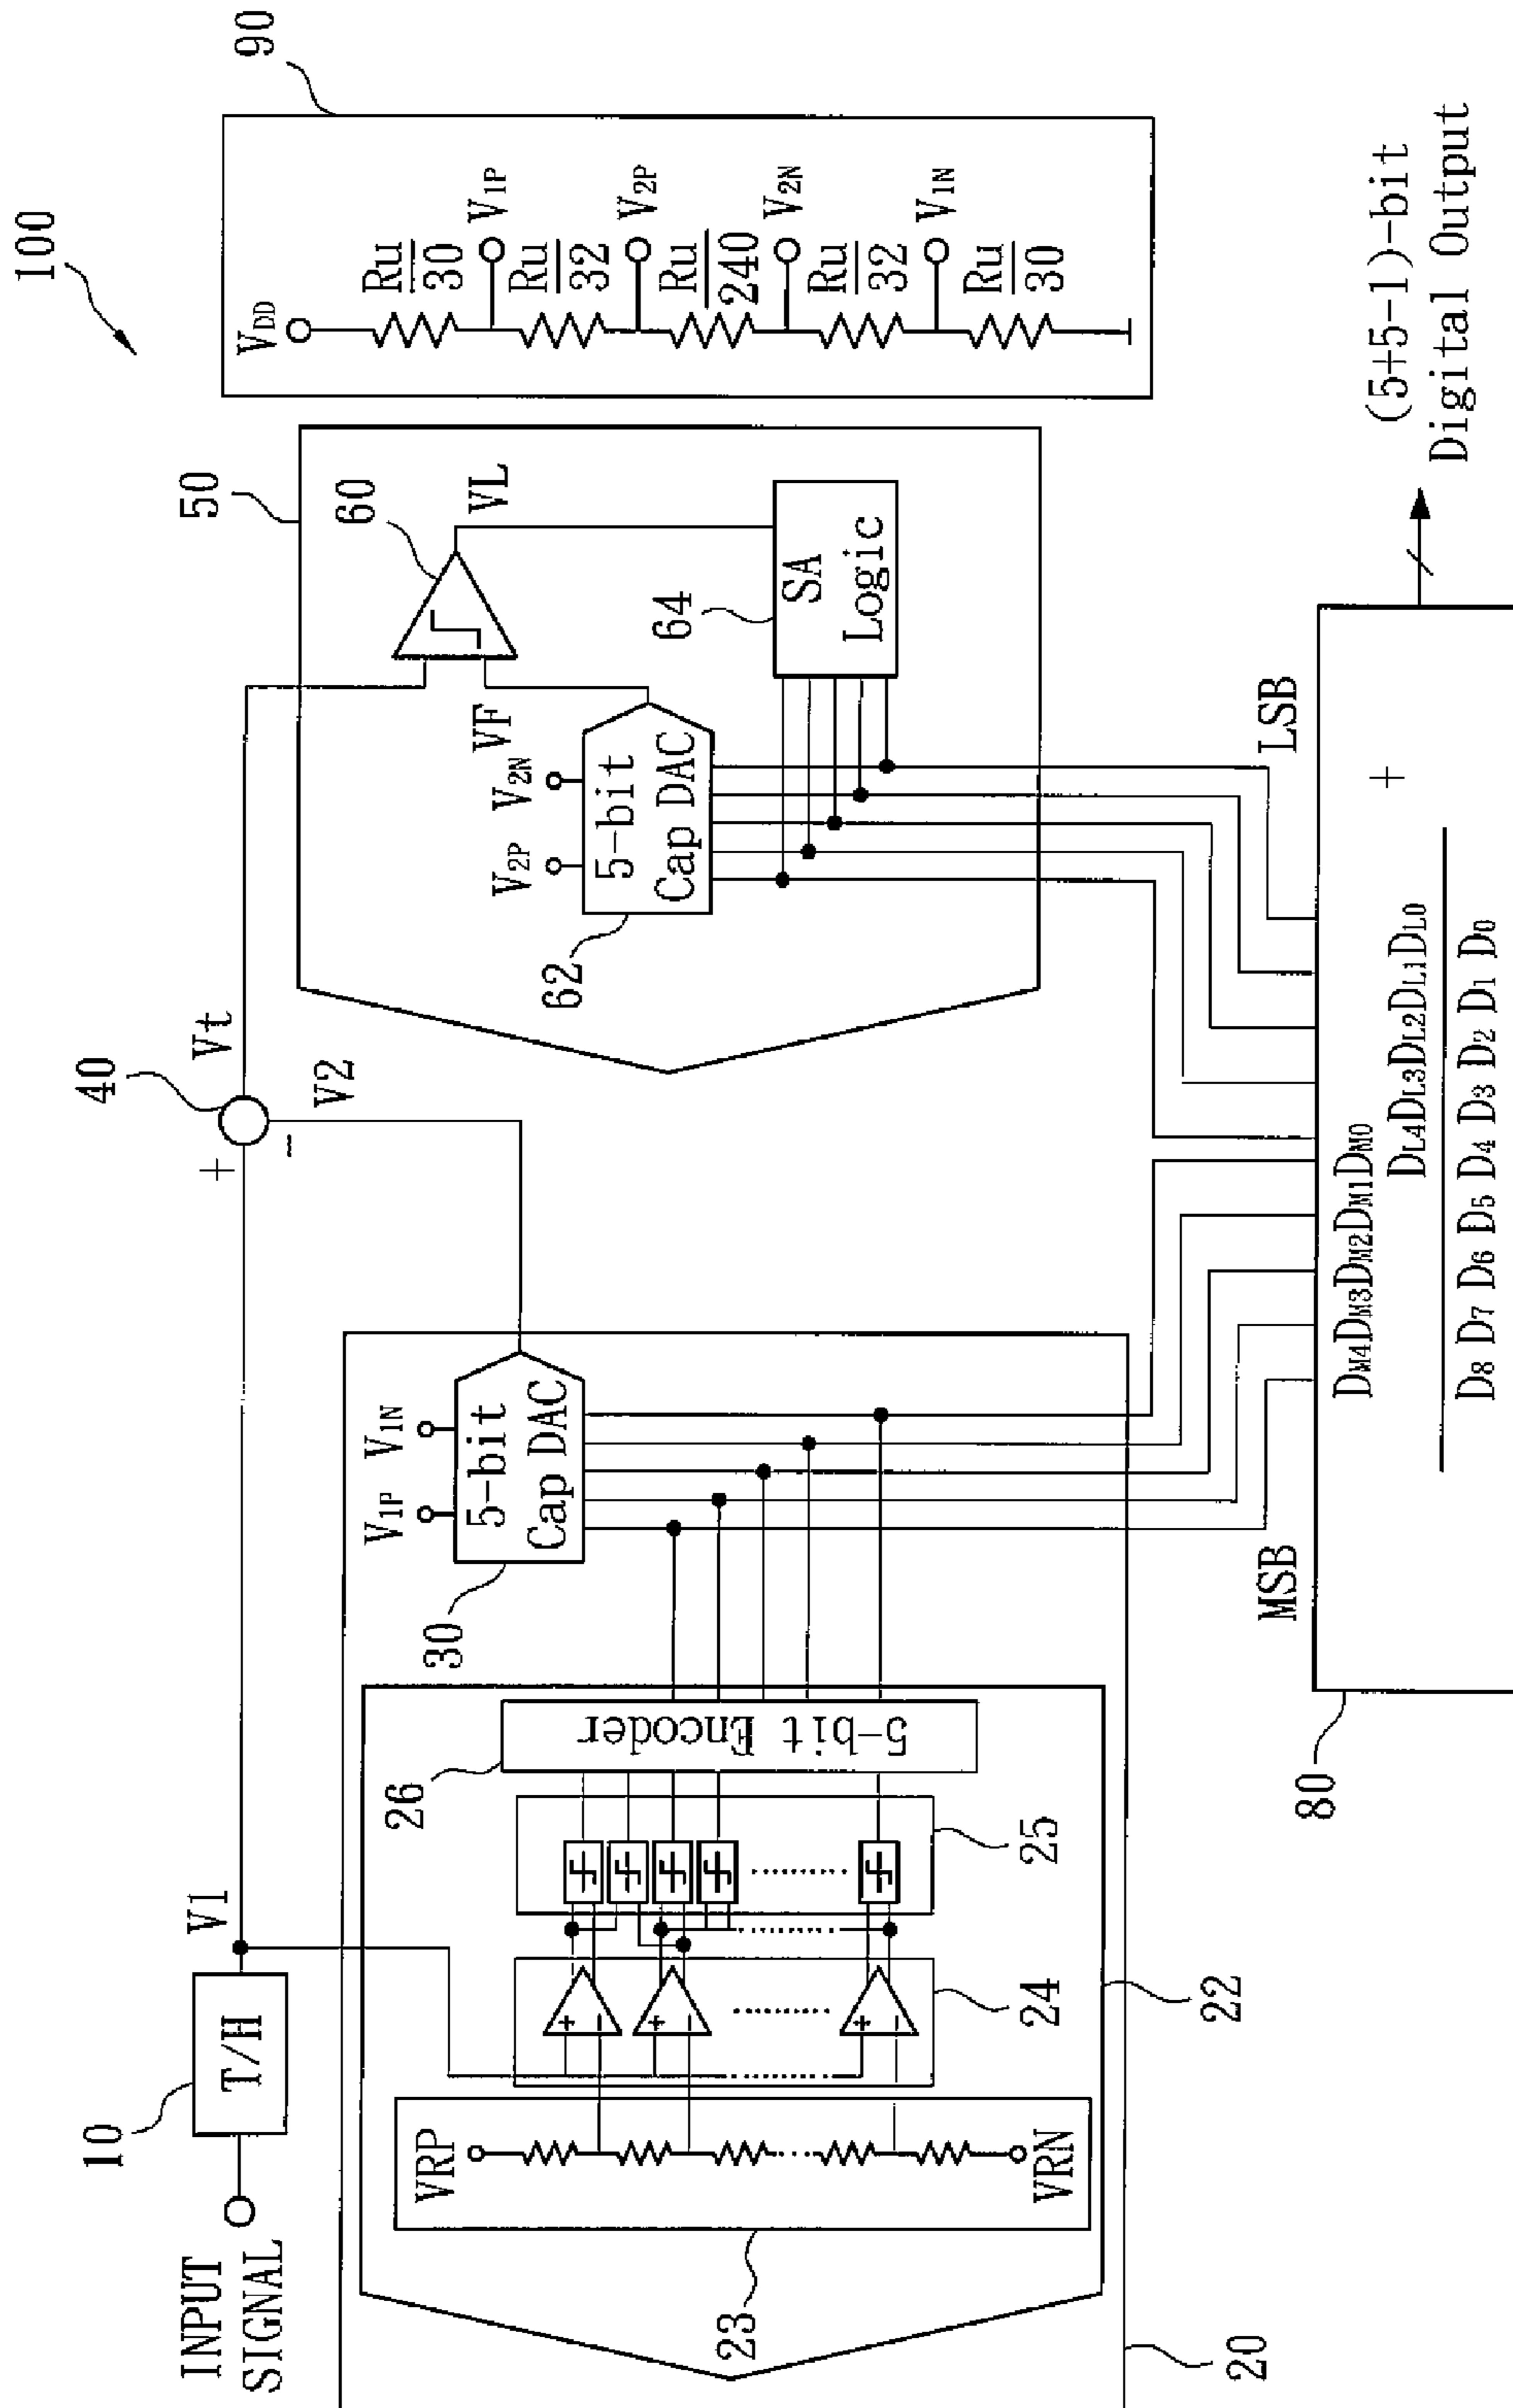 100
INPUT
SIGNAL
10
T/H
V1
40
+
-
Vt
V2
50
90
20
22
23
VRP
VRN
24
+
-
+
-
+
-
25
26
5-bit Encoder
30
V1P
V1N
5-bit
Cap DAC
62
V2P
V2N
5-bit
Cap DAC
VF
60
VL
64
SA
Logic
VDD
Ru
30
V1P
Ru
32
V2P
Ru
240
V2N
Ru
32
V1N
Ru
30
MSB
LSB
80
DM4DM3DM2DM1DM0
DL4DL3DL2DL1DL0
+
D8 D7 D6 D5 D4 D3 D2 D1 D0
(5+5-1)-bit
Digital Output